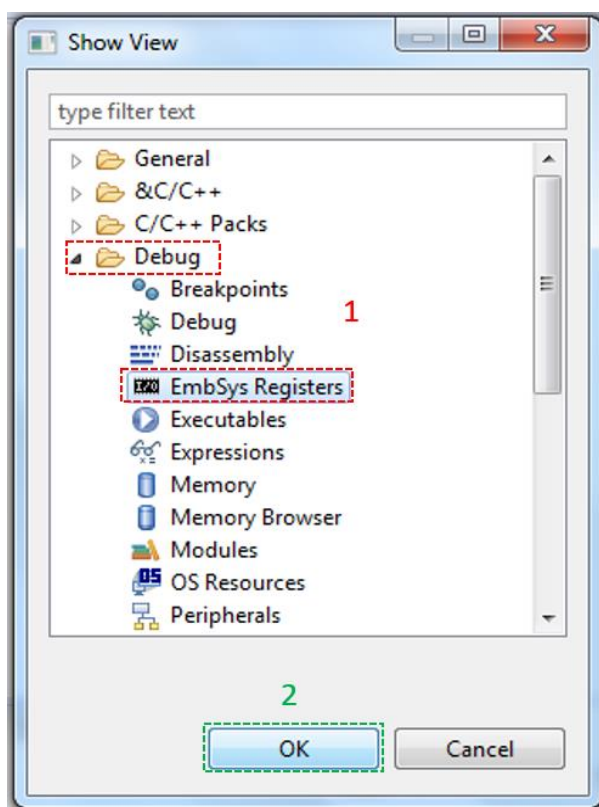 Show View
type filter text
General
&C/C++
C/C++ Packs
Debug
Breakpoints
1
Debug
Disassembly
I/O EmbSys Registers
Executables
Expressions
Memory
Memory Browser
Modules
OS OS Resources
Peripherals
2
OK Cancel